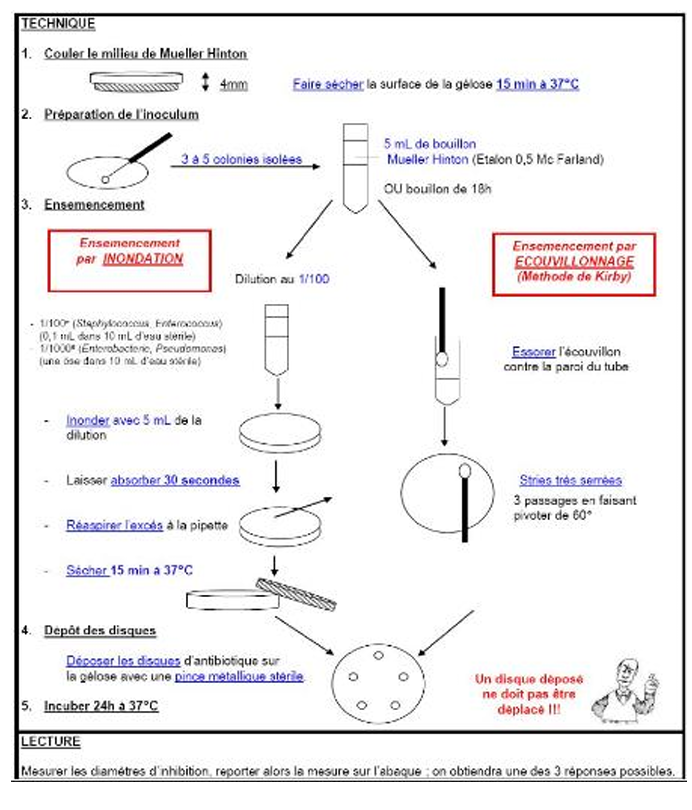 TECHNIQUE
1. Couler le milieu de Mueller Hinton
4mm
Faire sécher la surface de la gélose 15 min à 37°C
2. Préparation de l'inoculum
3 à 5 colonies isolées
5 mL de bouillon
Mueller Hinton (Etalon 0,5 Mc Farland)
OU bouillon de 18h
3. Ensemencement
Ensemencement
par INONDATION
Ensemencement par
ECOUVILLONNAGE
(Méthode de Kirby)
Dilution au 1/100
- 1/100e (Staphylococcus, Enterococcus)
(0,1 mL dans 10 mL d'eau stérile)
- 1/1000e (Enterobacterie, Pseudomonas)
(une öse dans 10 mL d'eau stérile)
Essorer l'écouvillon
contre la paroi du tube
- Inonder avec 5 mL de la
dilution
- Laisser absorber 30 secondes
Stries très serrées
3 passages en faisant
pivoter de 60°
- Réaspirer l'excés à la pipette
- Sécher 15 min à 37°C
4. Dépôt des disques
Déposer les disques d'antibiotique sur
la gélose avec une pince métallique stérile.
Un disque déposé
ne doit pas être
déplacé !!!
5. Incuber 24h à 37°C
LECTURE
Mesurer les diamètres d'inhibition, reporter alors la mesure sur l'abaque ; on obtiendra une des 3 réponses possibles.